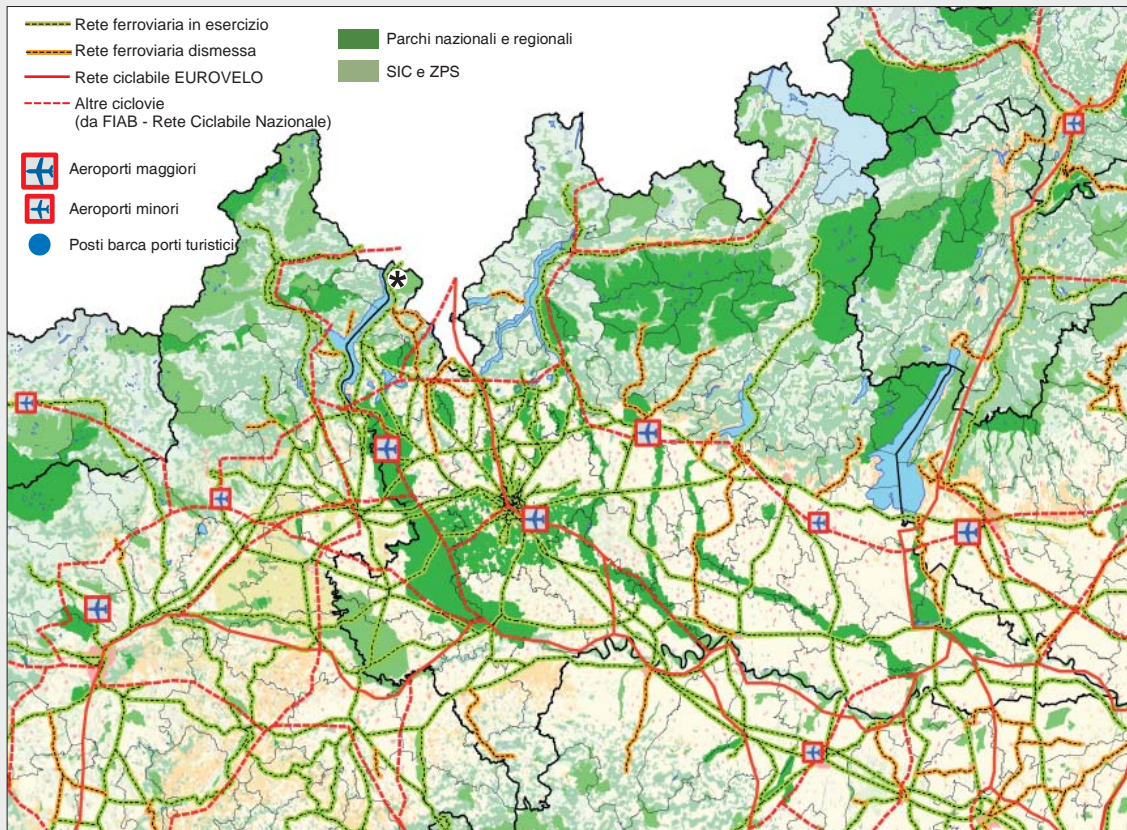 Rete ferroviaria in esercizio
Rete ferroviaria dismessa
Rete ciclabile EUROVELO
Altre ciclovie
(da FIAB - Rete Ciclabile Nazionale)
Aeroporti maggiori
Aeroporti minori
Posti barca porti turistici
Parchi nazionali e regionali
SIC e ZPS
*